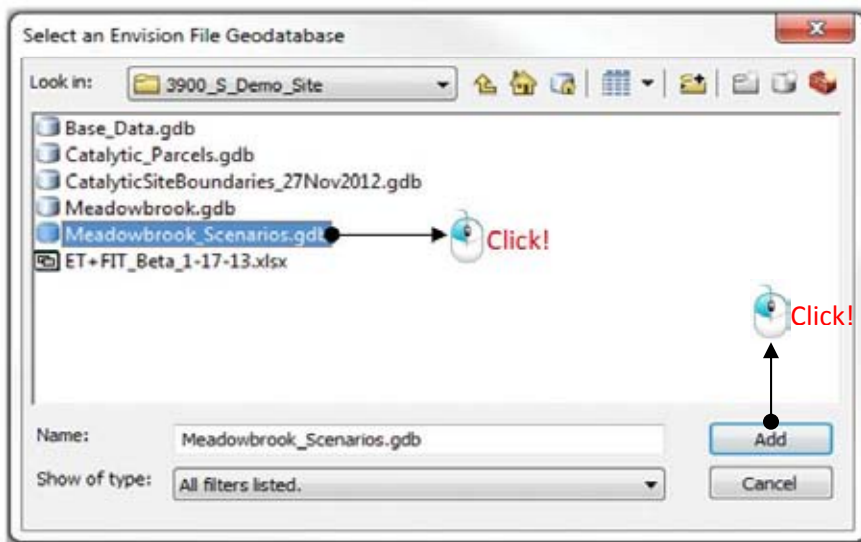 Select an Envision File Geodatabase
Look in: 3900_S_Demo_Site
Base_Data.gdb
Catalytic_Parcels.gdb
CatalyticSiteBoundaries_27Nov2012.gdb
Meadowbrook.gdb
Meadowbrook_Scenarios.gdb Click!
ET+FIT_Beta_1-17-13.xlsx
Click!
Name: Meadowbrook_Scenarios.gdb Add
Show of type: All filters listed. Cancel